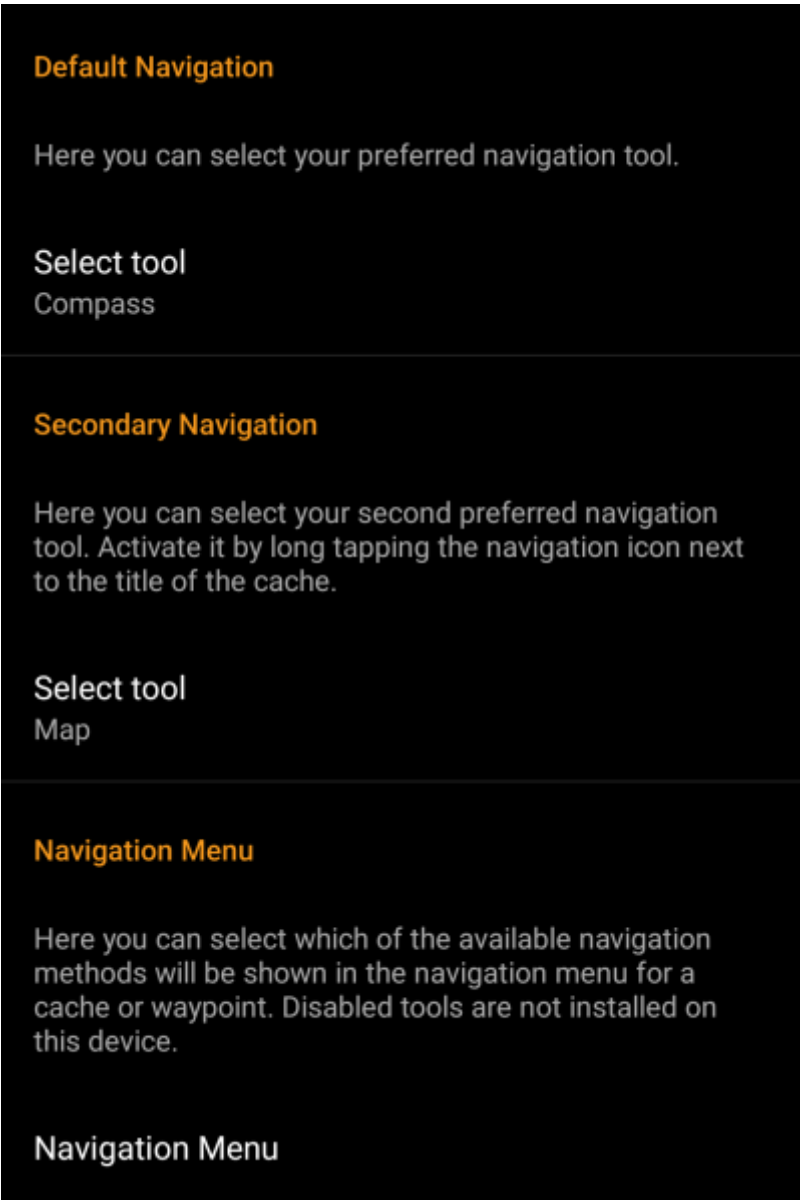 Default Navigation
Here you can select your preferred navigation tool.
Select tool
Compass
Secondary Navigation
Here you can select your second preferred navigation
tool. Activate it by long tapping the navigation icon next
to the title of the cache.
Select tool
Map
Navigation Menu
Here you can select which of the available navigation
methods will be shown in the navigation menu for a
cache or waypoint. Disabled tools are not installed on
this device.
Navigation Menu